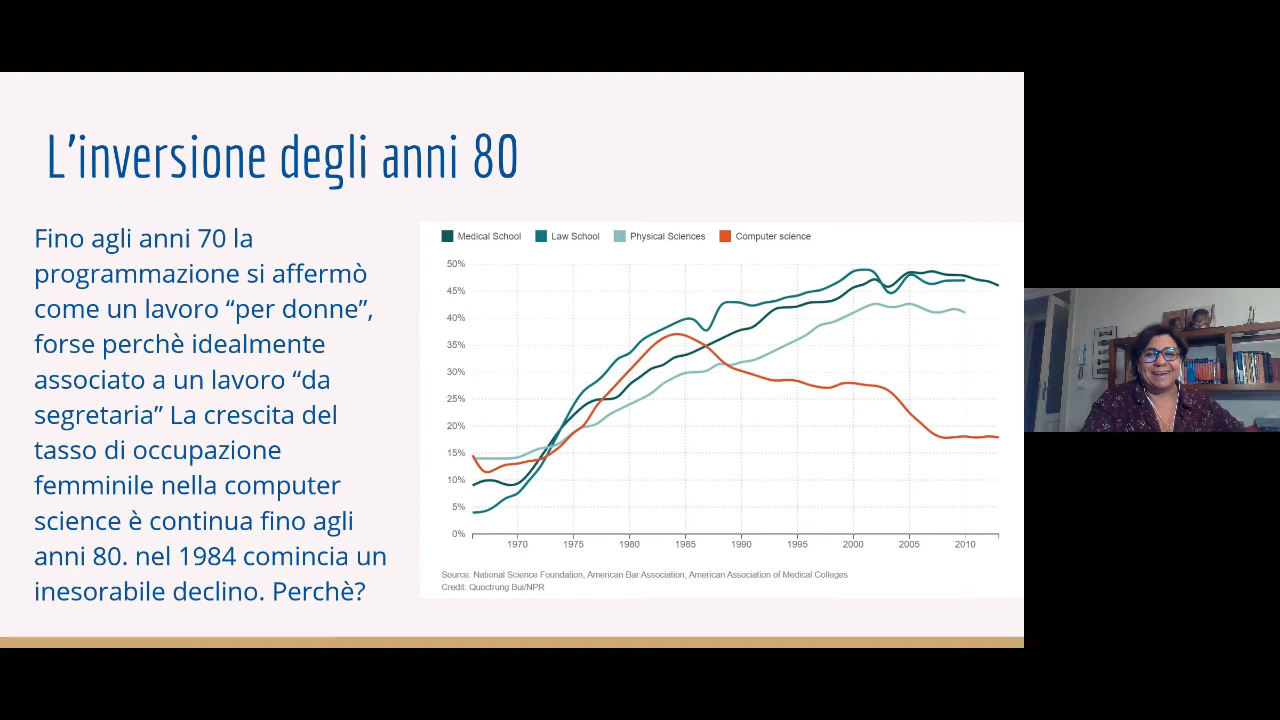 L’inversione degli anni 80
Fino agli anni 70 la
programmazione si affermò
come un lavoro “per donne”,
forse perchè idealmente
associato a un lavoro “da
segretaria” La crescita del
tasso di occupazione
femminile nella computer
science è continua fino agli
anni 80. nel 1984 comincia un
inesorabile declino. Perchè?
Medical School Law School Physical Sciences Computer science
50%
45%
40%
35%
30%
25%
20%
15%
10%
5%
0%
1970 1975 1980 1985 1990 1995 2000 2005 2010
Source: National Science Foundation, American Bar Association, American Association of Medical Colleges
Credit: Quoctrung Bui/NPR